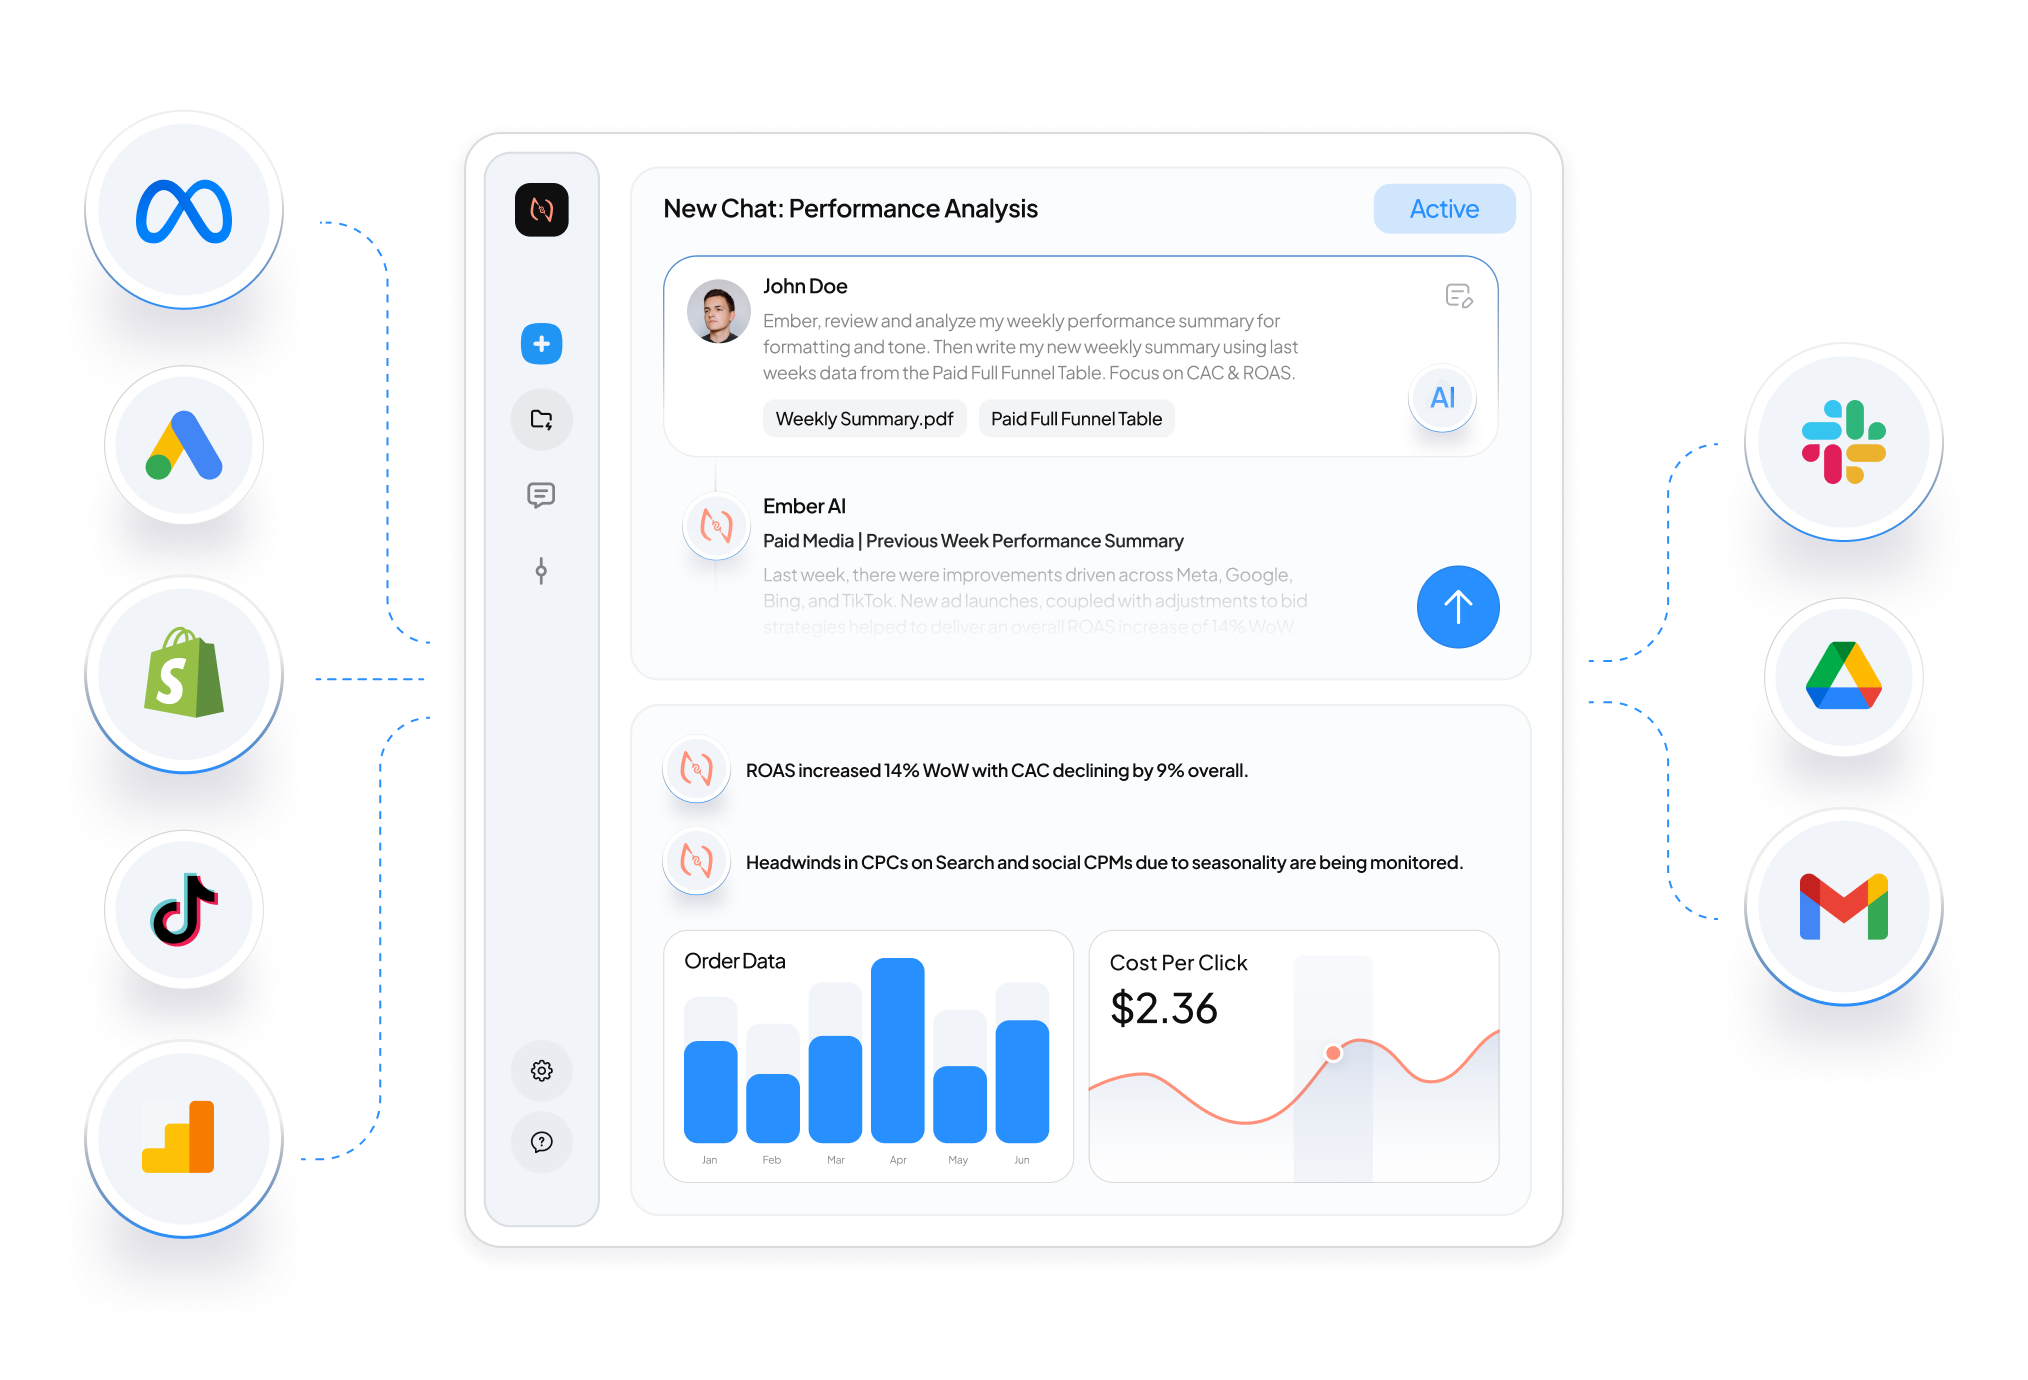 New Chat: Performance Analysis
Active
John Doe
Ember, review and analyze my weekly performance summary for
formatting and tone. Then write my new weekly summary using last
weeks data from the Paid Full Funnel Table. Focus on CAC & ROAS.
AI
Weekly Summary.pdf
Paid Full Funnel Table
Ember AI
Paid Media | Previous Week Performance Summary
Last week, there were improvements driven across Meta, Google,
Bing, and TikTok. New ad launches, coupled with adjustments to bid
strategies helped to deliver an overall ROAS increase of 14% WoW
ROAS increased 14% WoW with CAC declining by 9% overall.
Headwinds in CPCs on Search and social CPMs due to seasonality are being monitored.
Order Data
Jan
Feb
Mar
Apr
May
Jun
Cost Per Click
$2.36